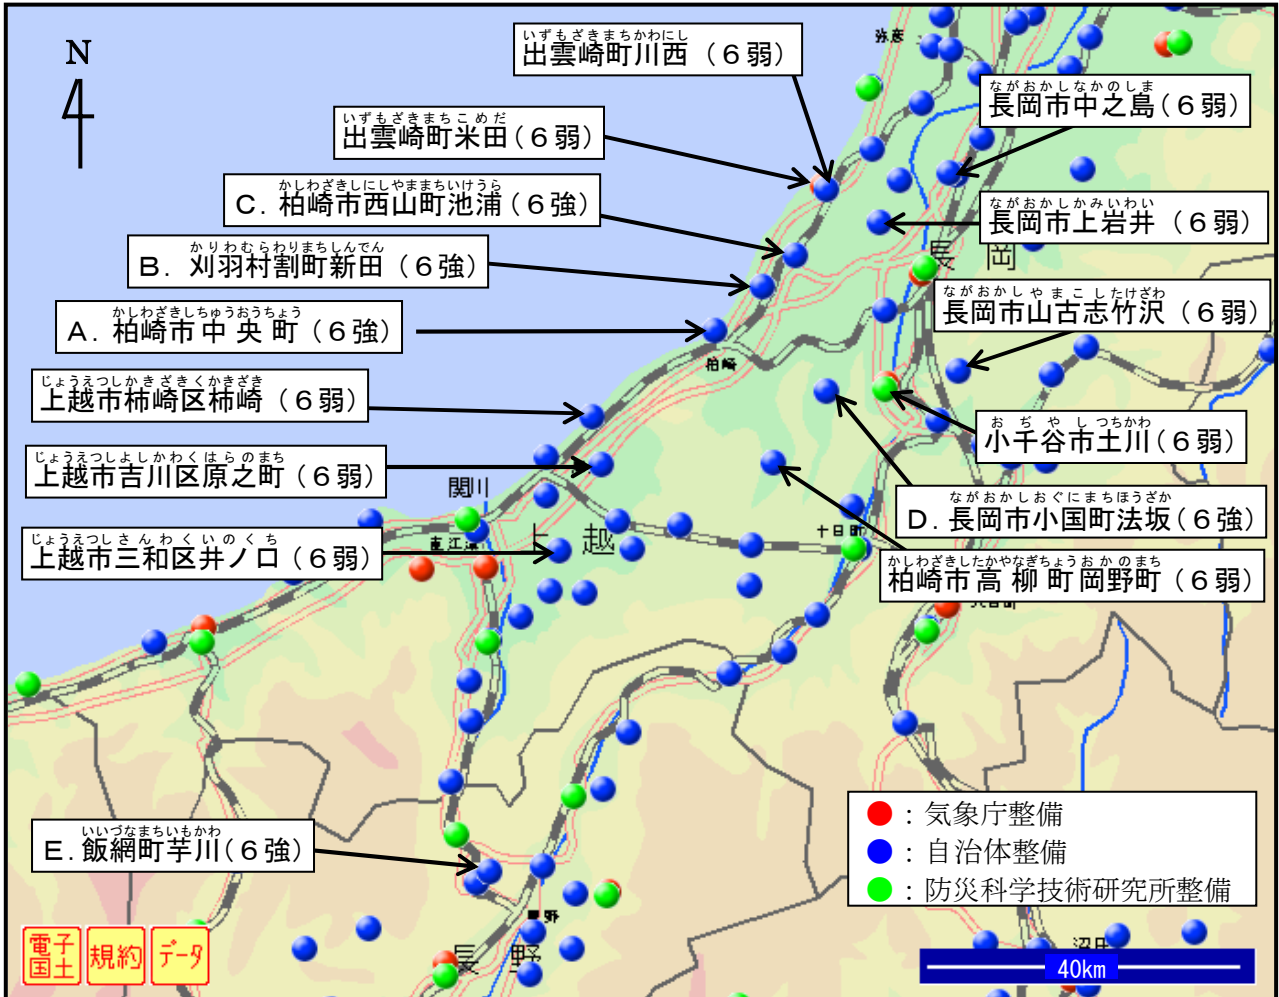 N
いずもざきまちかわにし
出雲崎町川西（６弱）
いずもざきまちこめだ
出雲崎町米田（６弱）
かしわざきしにしやままちいけうら
Ｃ．柏崎市西山町池浦（６強）
かりわむらわりまちしんでん
Ｂ．刈羽村割町新田（６強）
かしわざきしちゅうおうちょう
Ａ．柏崎市中央町（６強）
じょうえつしかきざきくかきざき
上越市柿崎区柿崎（６弱）
じょうえつしよしかわくはらのまち
上越市吉川区原之町（６弱）
じょうえつしさんわくいのくち
上越市三和区井ノ口（６弱）
いいづなまちいもかわ
Ｅ．飯綱町芋川（６強）
弥彦
ながおかしなかのしま
長岡市中之島（６弱）
ながおかしかみいわい
長岡市上岩井（６弱）
長岡
ながおかしやまこしたけざわ
長岡市山古志竹沢（６弱）
おぢやしつちかわ
小千谷市土川（６弱）
ながおかしおぐにまちほうざか
Ｄ．長岡市小国町法坂（６強）
かしわざきしたかやなぎちょうおかのまち
柏崎市高柳町岡野町（６弱）
柏崎
関川
直江津
上越
十日町
長野
沼田
：気象庁整備
：自治体整備
：防災科学技術研究所整備
電子国土
規約
データ
40km